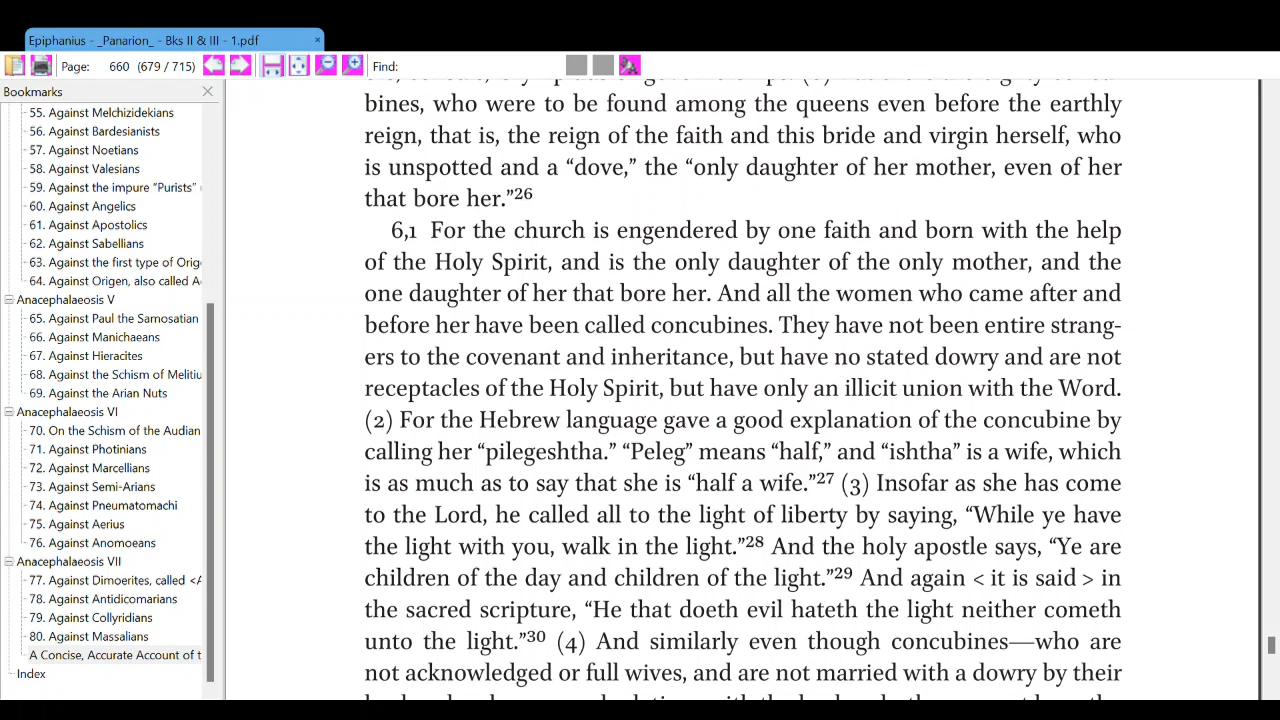 Epiphanius - _Panarion_ - Bks II & III - 1.pdf
Page: 660 (679 / 715) Find:
Bookmarks
55. Against Melchizidekians
56. Against Bardesianists
57. Against Noetians
58. Against Valesians
59. Against the impure “Purists”
60. Against Angelics
61. Against Apostolics
62. Against Sabellians
63. Against the first type of Orig
64. Against Origen, also called A
Anacephalaeosis V
65. Against Paul the Samosatian
66. Against Manichaeans
67. Against Hieracites
68. Against the Schism of Melitiu
69. Against the Arian Nuts
Anacephalaeosis VI
70. On the Schism of the Audian
71. Against Photinians
72. Against Marcellians
73. Against Semi-Arians
74. Against Pneumatomachi
75. Against Aerius
76. Against Anomoeans
Anacephalaeosis VII
77. Against Dimoerites, called <A
78. Against Antidicomarians
79. Against Collyridians
80. Against Massalians
A Concise, Accurate Account of t
Index
bines, who were to be found among the queens even before the earthly
reign, that is, the reign of the faith and this bride and virgin herself, who
is unspotted and a “dove,” the “only daughter of her mother, even of her
that bore her.”26
6,1 For the church is engendered by one faith and born with the help
of the Holy Spirit, and is the only daughter of the only mother, and the
one daughter of her that bore her. And all the women who came after and
before her have been called concubines. They have not been entire strang-
ers to the covenant and inheritance, but have no stated dowry and are not
receptacles of the Holy Spirit, but have only an illicit union with the Word.
(2) For the Hebrew language gave a good explanation of the concubine by
calling her “pilegeshtha.” “Peleg” means “half,” and “ishtha” is a wife, which
is as much as to say that she is “half a wife.”27 (3) Insofar as she has come
to the Lord, he called all to the light of liberty by saying, “While ye have
the light with you, walk in the light.”28 And the holy apostle says, “Ye are
children of the day and children of the light.”29 And again < it is said > in
the sacred scripture, “He that doeth evil hateth the light neither cometh
unto the light.”30 (4) And similarly even though concubines—who are
not acknowledged or full wives, and are not married with a dowry by their